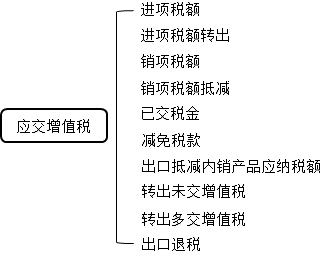 进项税额
进项税额转出
销项税额
销项税额抵减
应交增值税
已交税金
减免税款
出口抵减内销产品应纳税额
转出未交增值税
转出多交增值税
出口退税